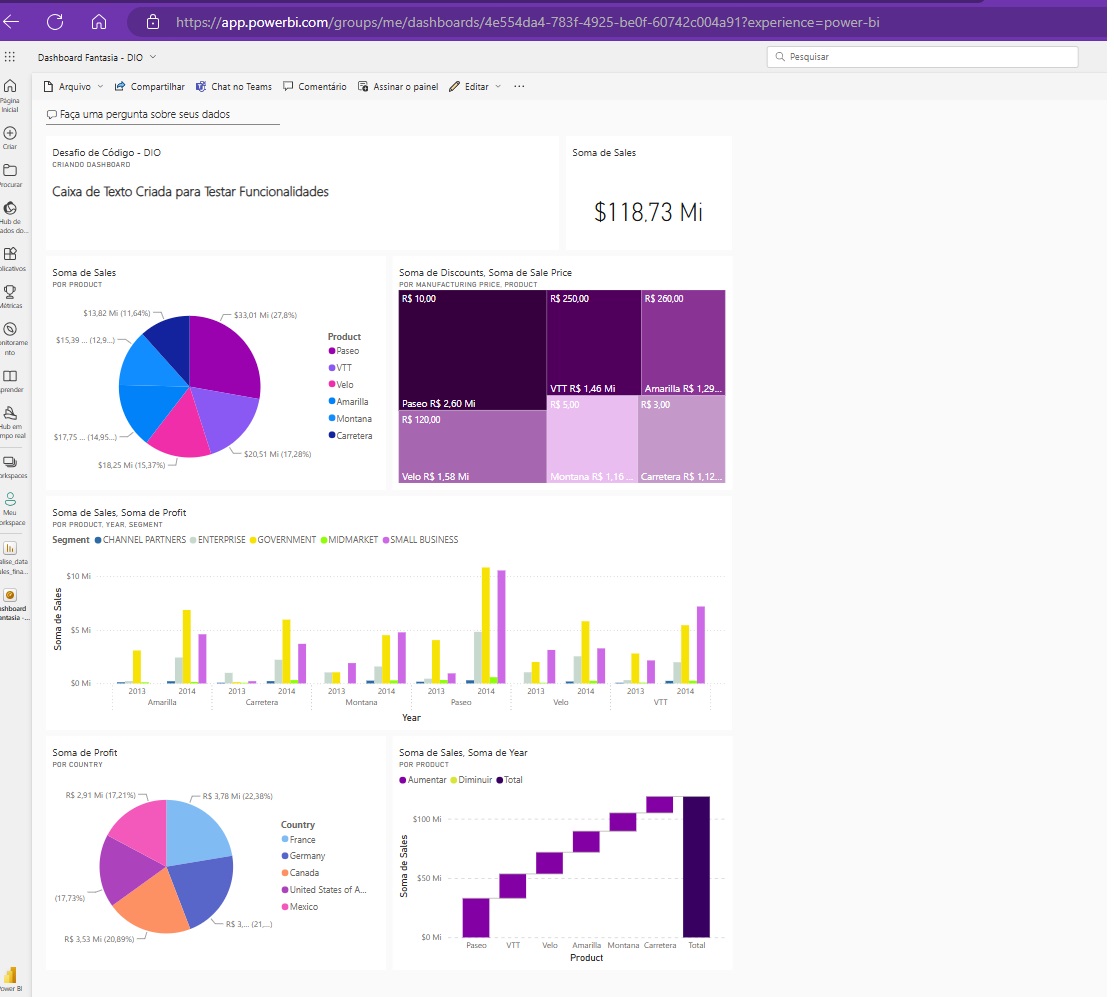 https://app.powerbi.com/groups/me/dashboards/4e554da4-783f-4925-be0f-60742c004a91?experience=power-bi
Dashboard Fantasia - DIO
Pesquisar
Arquivo
Compartilhar
Chat no Teams
Comentário
Assinar o painel
Editar
...
Página
Inicial
Criar
Procurar
Hub de
ados do...
plicativos
Métricas
onitorame
nto
prender
Hub em
mpo real
orkspaces
Meu
orkspace
alise_data
les_fina...
ashboard
antasia -...
Power BI
Faça uma pergunta sobre seus dados
Desafio de Código - DIO
CRIANDO DASHBOARD
Caixa de Texto Criada para Testar Funcionalidades
Soma de Sales
$118,73 Mi
Soma de Sales
POR PRODUCT
$13,82 Mi (11,64%)
$33,01 Mi (27,8%)
$15,39 ... (12,9...)
$17,75 ... (14,95...)
$18,25 Mi (15,37%)
$20,51 Mi (17,28%)
Product
Paseo
VTT
Velo
Amarilla
Montana
Carretera
Soma de Discounts, Soma de Sale Price
POR MANUFACTURING PRICE, PRODUCT
R$ 10,00
Paseo R$ 2,60 Mi
R$ 120,00
Velo R$ 1,58 Mi
R$ 250,00
VTT R$ 1,46 Mi
R$ 260,00
Amarilla R$ 1,29...
R$ 5,00
Montana R$ 1,16 ...
R$ 3,00
Carretera R$ 1,12...
Soma de Sales, Soma de Profit
POR PRODUCT, YEAR, SEGMENT
Segment CHANNEL PARTNERS ENTERPRISE GOVERNMENT MIDMARKET SMALL BUSINESS
Soma de Sales
$10 Mi
$5 Mi
$0 Mi
2013 2014 2013 2014 2013 2014 2013 2014 2013 2014 2013 2014
Amarilla Carretera Montana Paseo Velo VTT
Year
Soma de Profit
POR COUNTRY
R$ 2,91 Mi (17,21%)
R$ 3,78 Mi (22,38%)
(17,73%)
R$ 3,53 Mi (20,89%)
R$ 3,... (21,...)
Country
France
Germany
Canada
United States of A...
Mexico
Soma de Sales, Soma de Year
POR PRODUCT
Aumentar Diminuir Total
Soma de Sales
$100 Mi
$50 Mi
$0 Mi
Paseo VTT Velo Amarilla Montana Carretera Total
Product